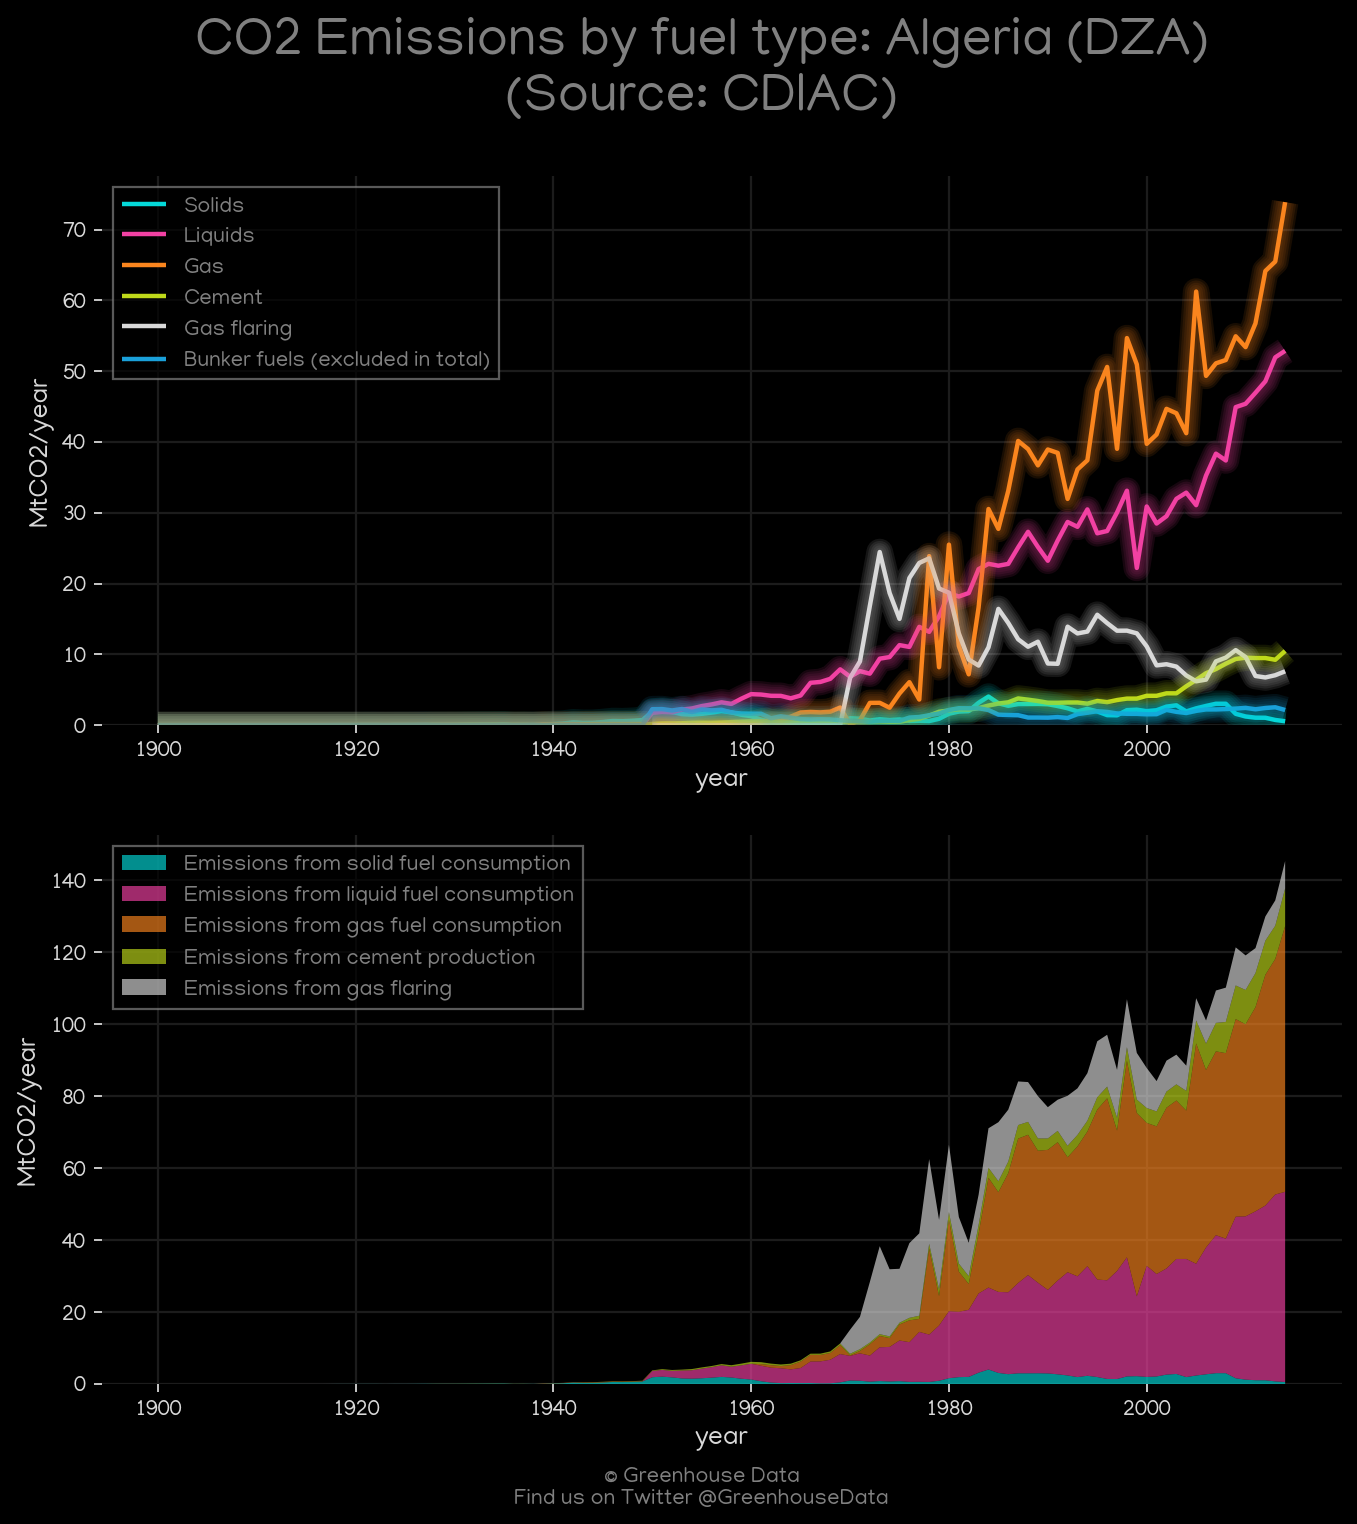 CO2 Emissions by fuel type: Algeria (DZA)
(Source: CDIAC)
Solids
Liquids
Gas
Cement
Gas flaring
Bunker fuels (excluded in total)
MtCO2/year
70
60
50
40
30
20
10
0
1900 1920 1940 1960 1980 2000
year
Emissions from solid fuel consumption
Emissions from liquid fuel consumption
Emissions from gas fuel consumption
Emissions from cement production
Emissions from gas flaring
MtCO2/year
140
120
100
80
60
40
20
0
1900 1920 1940 1960 1980 2000
year
© Greenhouse Data
Find us on Twitter @GreenhouseData